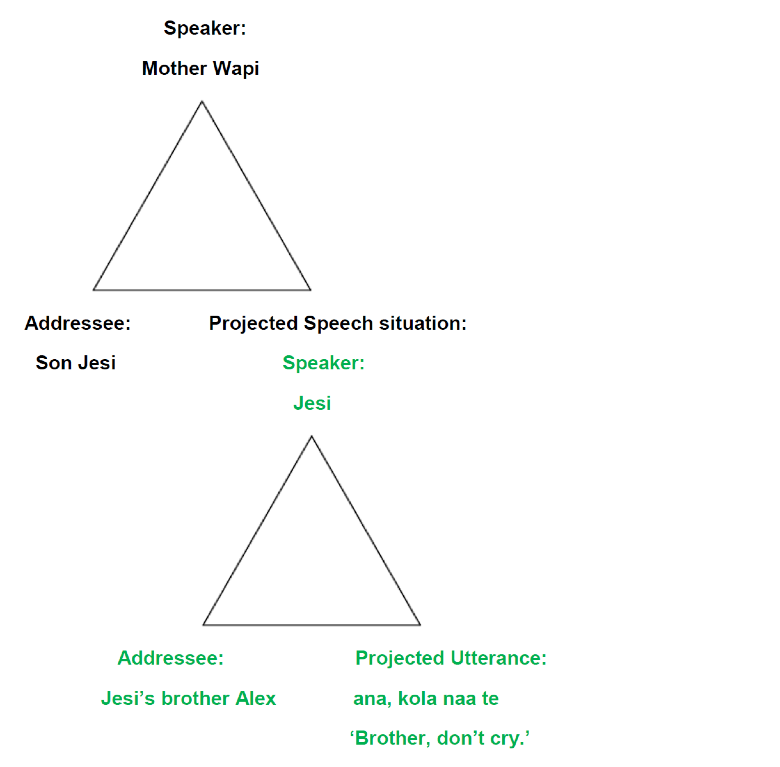 Speaker:
Mother Wapi
Addressee:
Projected Speech situation:
Son Jesi
Speaker:
Jesi
Addressee:
Projected Utterance:
Jesi’s brother Alex
ana, kola naa te
‘Brother, don’t cry.’